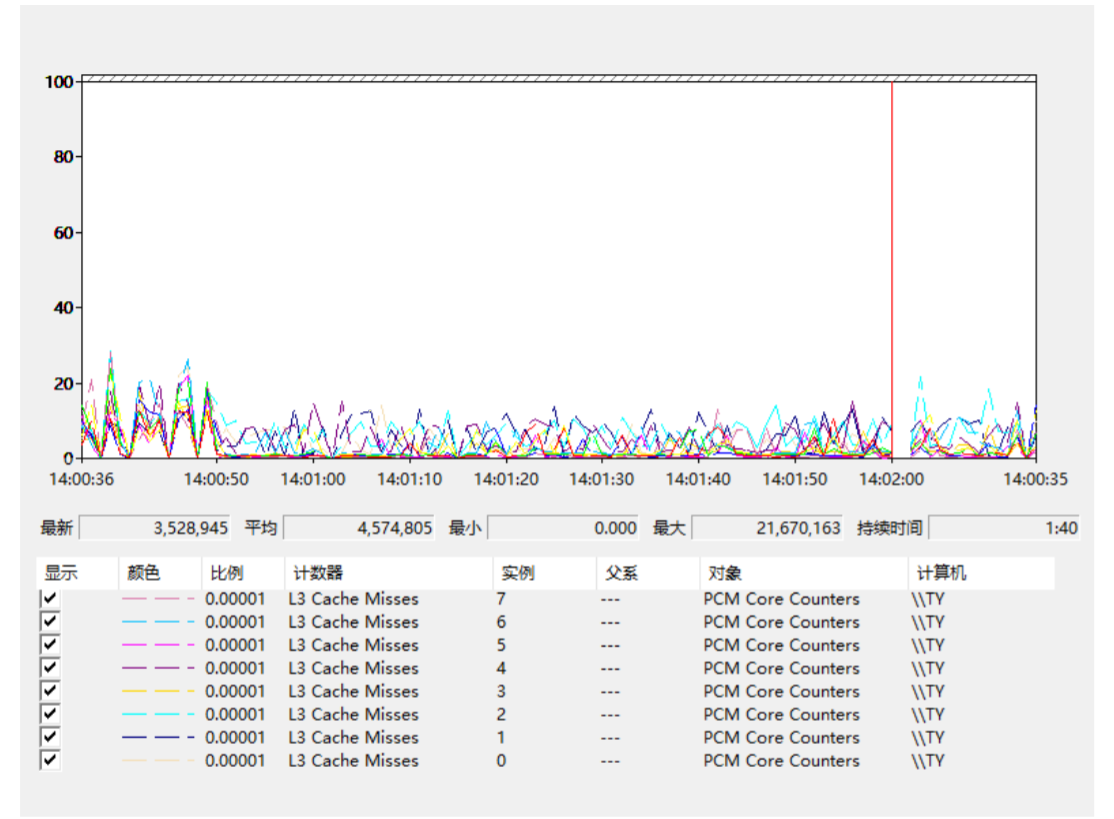 100
80
60
40
20
0
14:00:36 14:00:50 14:01:00 14:01:10 14:01:20 14:01:30 14:01:40 14:01:50 14:02:00 14:00:35
最新 3,528,945 平均 4,574,805 最小 0.000 最大 21,670,163 持续时间 1:40
显示 颜色 比例 计数器 实例 父系 对象 计算机
0.00001 L3 Cache Misses 7 --- PCM Core Counters \\TY
0.00001 L3 Cache Misses 6 --- PCM Core Counters \\TY
0.00001 L3 Cache Misses 5 --- PCM Core Counters \\TY
0.00001 L3 Cache Misses 4 --- PCM Core Counters \\TY
0.00001 L3 Cache Misses 3 --- PCM Core Counters \\TY
0.00001 L3 Cache Misses 2 --- PCM Core Counters \\TY
0.00001 L3 Cache Misses 1 --- PCM Core Counters \\TY
0.00001 L3 Cache Misses 0 --- PCM Core Counters \\TY